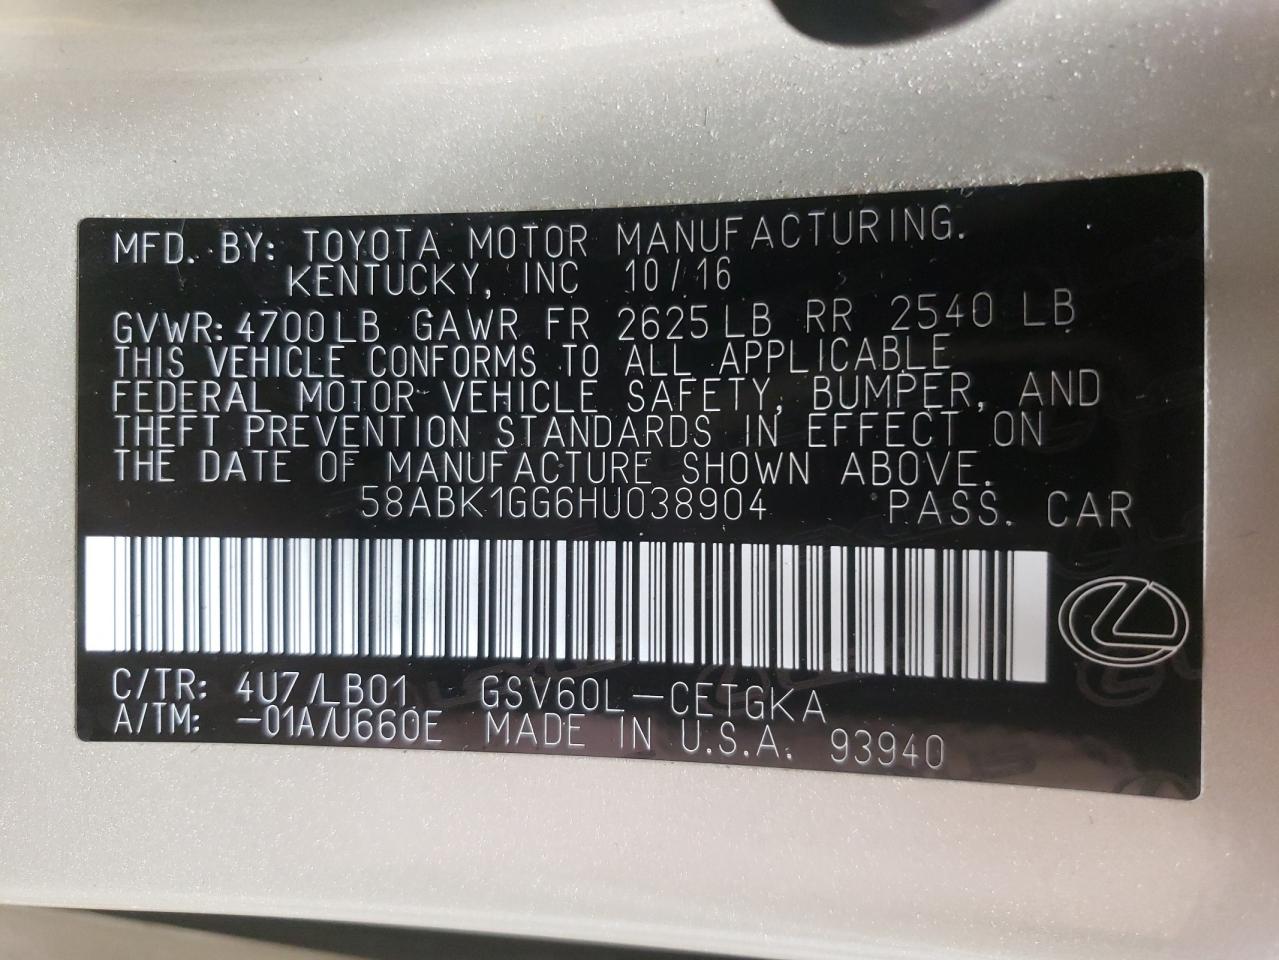 MFD. BY: TOYOTA MOTOR MANUFACTURING.
KENTUCKY, INC 10/16
GVWR: 4700LB GAWR FR 2625LB RR 2540 LB
THIS VEHICLE CONFORMS TO ALL APPLICABLE
FEDERAL MOTOR VEHICLE SAFETY, BUMPER, AND
THEFT PREVENTION STANDARDS IN EFFECT ON
THE DATE OF MANUFACTURE SHOWN ABOVE.
58ABK1GG6HU038904 PASS. CAR
C/TR: 4U7/LB01 GSV60L-CETGKA
A/TM: -01A/U660E MADE IN U.S.A. 93940